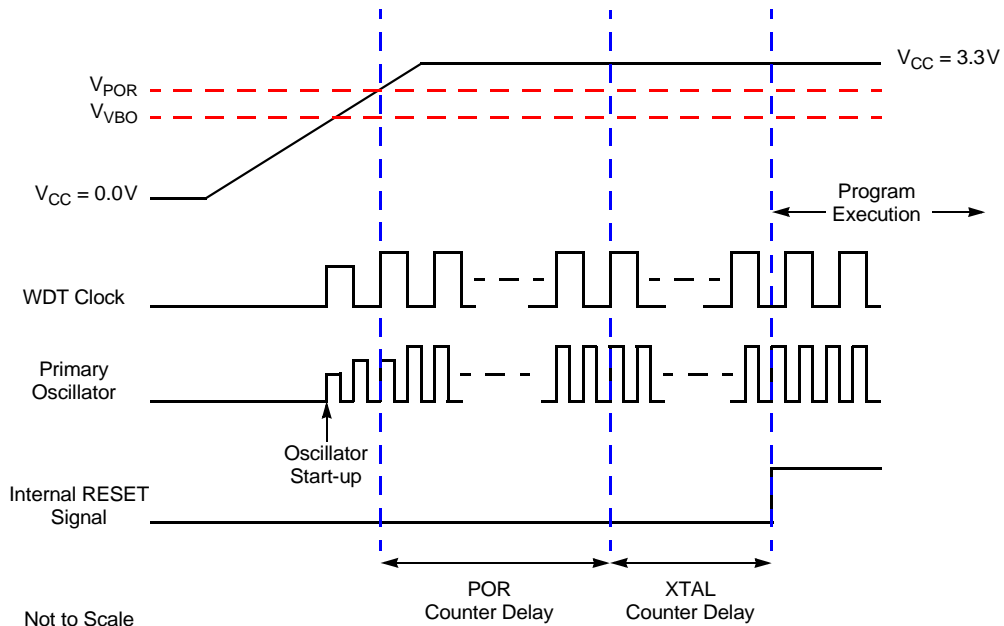 VPOR
VVBO
VCC = 3.3V
VCC = 0.0V
Program
Execution
WDT Clock
Primary
Oscillator
Oscillator
Start-up
Internal RESET
Signal
POR
Counter Delay
XTAL
Counter Delay
Not to Scale